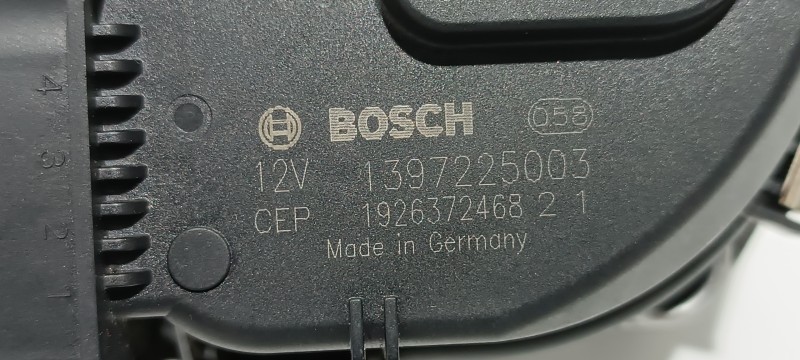 BOSCH 058
12V 1397225003
CEP 1926372468 2 1
Made in Germany
4
3
2
1